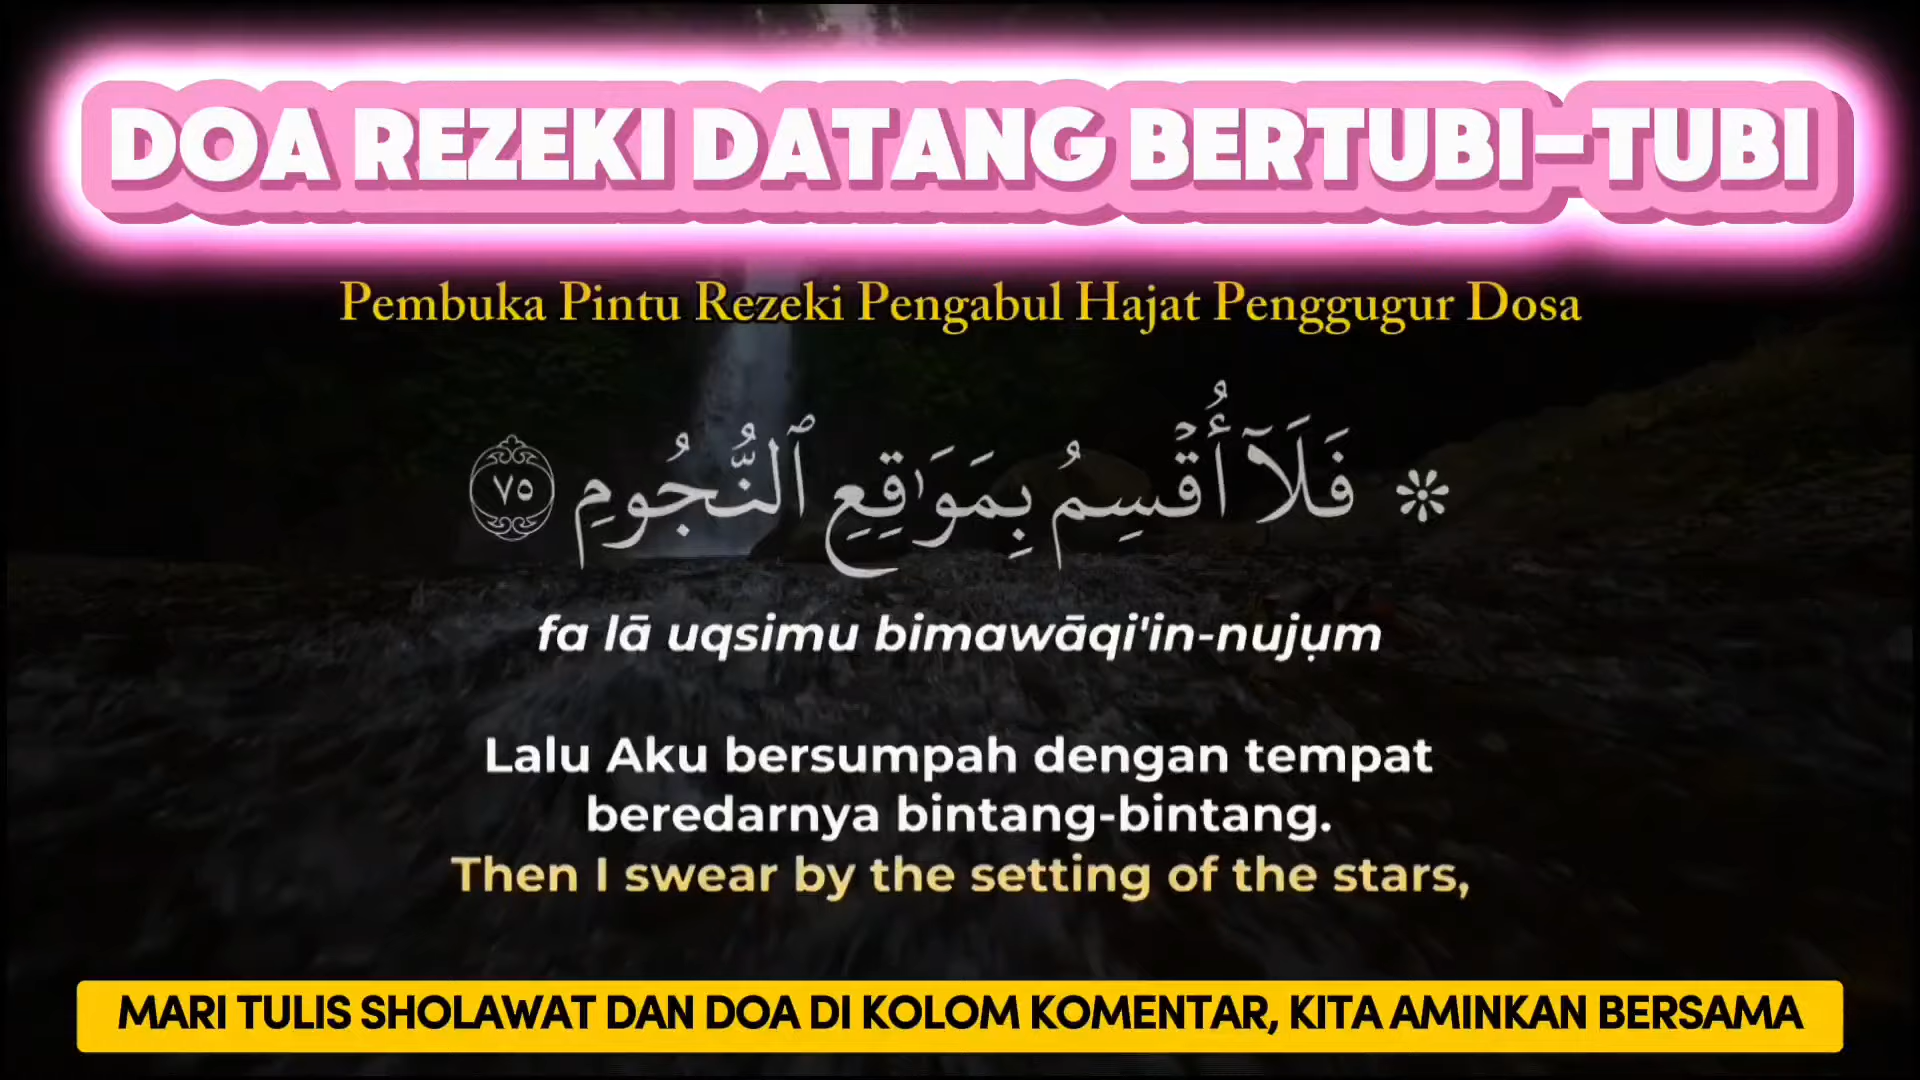 DOA REZEKI DATANG BERTUBI-TUBI
Pembuka Pintu Rezeki Pengabul Hajat Penggugur Dosa
۞ فَلَآ أُقۡسِمُ بِمَوَٰقِعِ ٱلنُّجُومِ ٧٥
fa lā uqsimu bimawāqi'in-nujụm
Lalu Aku bersumpah dengan tempat
beredarnya bintang-bintang.
Then I swear by the setting of the stars,
MARI TULIS SHOLAWAT DAN DOA DI KOLOM KOMENTAR, KITA AMINKAN BERSAMA